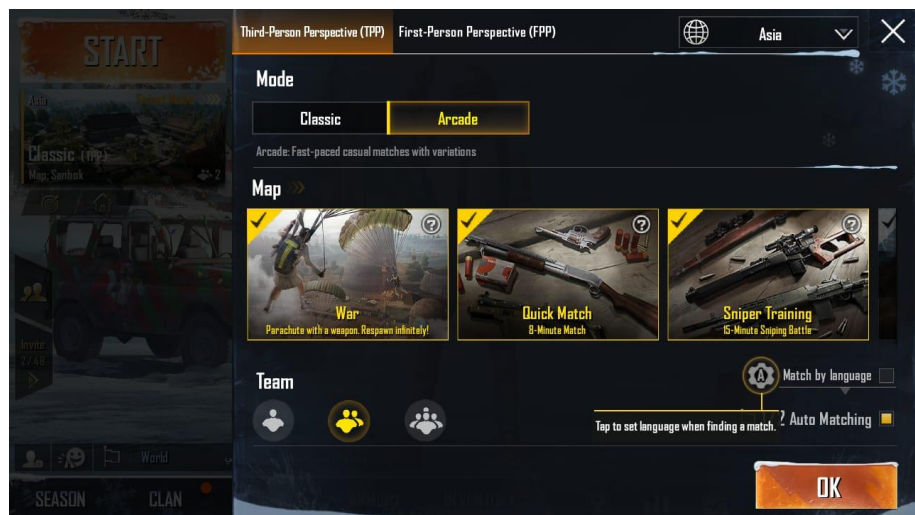 Third-Person Perspective (TPP) First-Person Perspective (FPP) Asia
START
Mode
Classic Arcade
Arcade: Fast-paced casual matches with variations
Asia
Classic (TPP)
Map: Sanhok
2
Map
War
Parachute with a weapon. Respawn infinitely!
Quick Match
8-Minute Match
Sniper Training
15-Minute Sniping Battle
Invite
2/48
Team
A Match by language
Tap to set language when finding a match. 2 Auto Matching
World
SEASON CLAN
OK